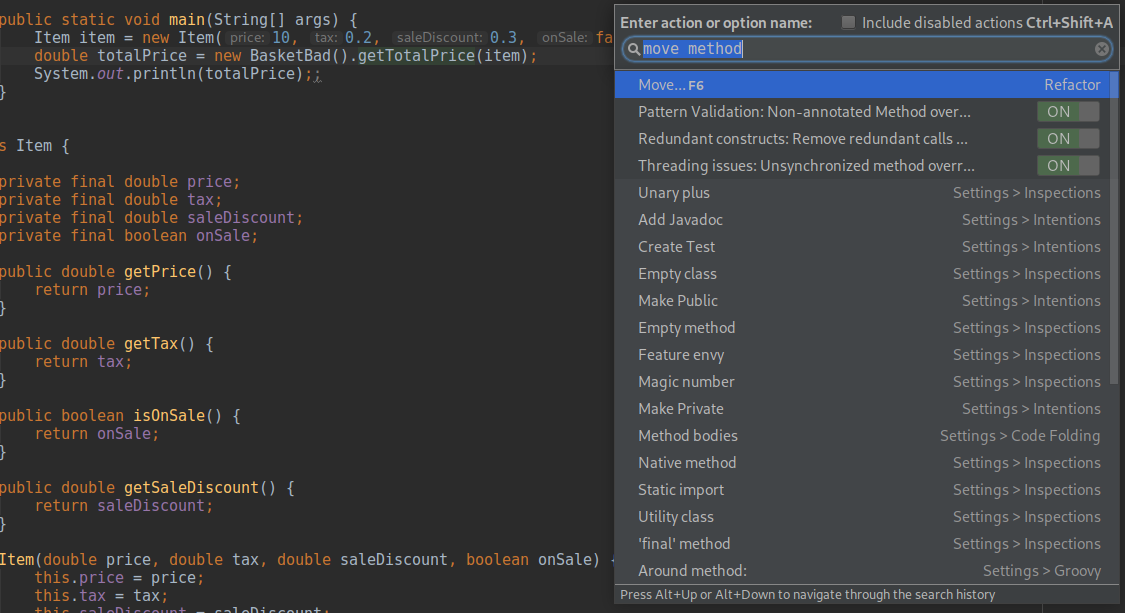 public static void main(String[] args) {
Item item = new Item( price: 10, tax: 0.2, saleDiscount: 0.3, onSale: fa
double totalPrice = new BasketBad().getTotalPrice(item);
System.out.println(totalPrice);;
}
s Item {
private final double price;
private final double tax;
private final double saleDiscount;
private final boolean onSale;
public double getPrice() {
return price;
}
public double getTax() {
return tax;
}
public boolean isOnSale() {
return onSale;
}
public double getSaleDiscount() {
return saleDiscount;
}
Item(double price, double tax, double saleDiscount, boolean onSale) {
this.price = price;
this.tax = tax;
this.saleDiscount = saleDiscount;
Enter action or option name: Include disabled actions Ctrl+Shift+A
move method
Move... F6 Refactor
Pattern Validation: Non-annotated Method over... ON
Redundant constructs: Remove redundant calls ... ON
Threading issues: Unsynchronized method overr... ON
Unary plus Settings > Inspections
Add Javadoc Settings > Intentions
Create Test Settings > Intentions
Empty class Settings > Inspections
Make Public Settings > Intentions
Empty method Settings > Inspections
Feature envy Settings > Inspections
Magic number Settings > Inspections
Make Private Settings > Intentions
Method bodies Settings > Code Folding
Native method Settings > Inspections
Static import Settings > Inspections
Utility class Settings > Inspections
'final' method Settings > Inspections
Around method: Settings > Groovy
Press Alt+Up or Alt+Down to navigate through the search history